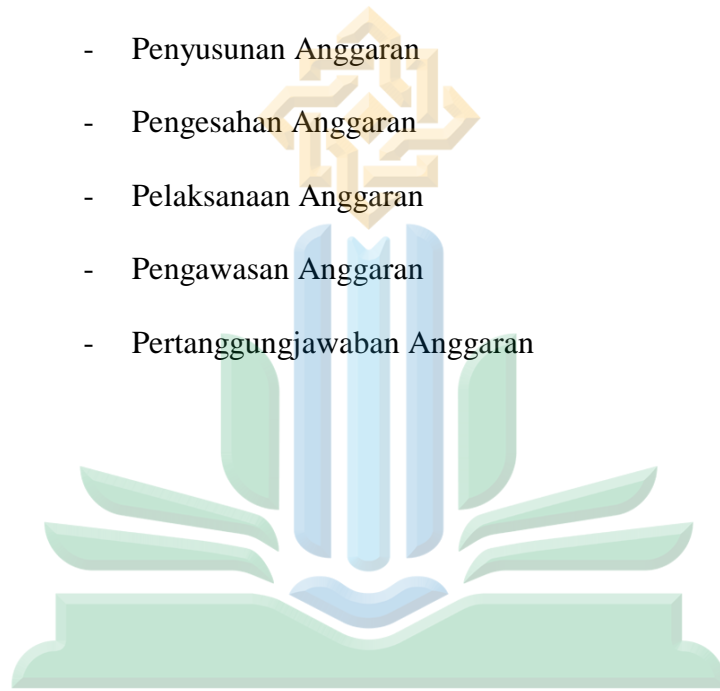 - Penyusunan Anggaran
- Pengesahan Anggaran
- Pelaksanaan Anggaran
- Pengawasan Anggaran
- Pertanggungjawaban Anggaran